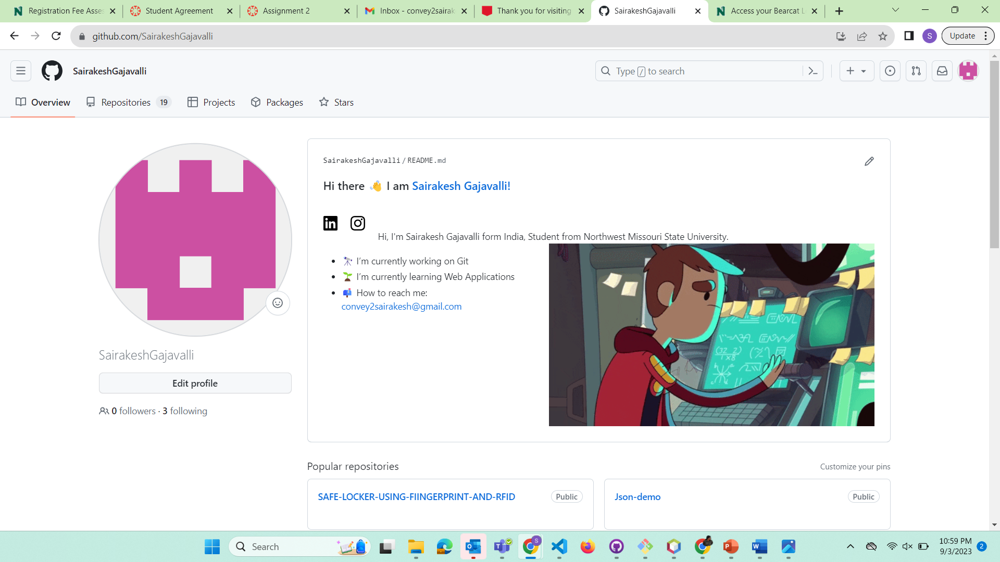 Registration Fee Asses
Student Agreement
Assignment 2
Inbox - convey2sairak
Thank you for visiting
SairakeshGajavalli
Access your Bearcat L
github.com/SairakeshGajavalli
S
Update
SairakeshGajavalli
Type / to search
Overview
Repositories 19
Projects
Packages
Stars
SairakeshGajavalli/README.md
Hi there 👋 I am Sairakesh Gajavalli!
Hi, I'm Sairakesh Gajavalli form India, Student from Northwest Missouri State University.
• 🔭 I’m currently working on Git
• 🌱 I’m currently learning Web Applications
• 📫 How to reach me:
convey2sairakesh@gmail.com
SairakeshGajavalli
Edit profile
0 followers · 3 following
Popular repositories
Customize your pins
SAFE-LOCKER-USING-FIINGERPRINT-AND-RFID
Public
Json-demo
Public
Search
10:59 PM
9/3/2023
2